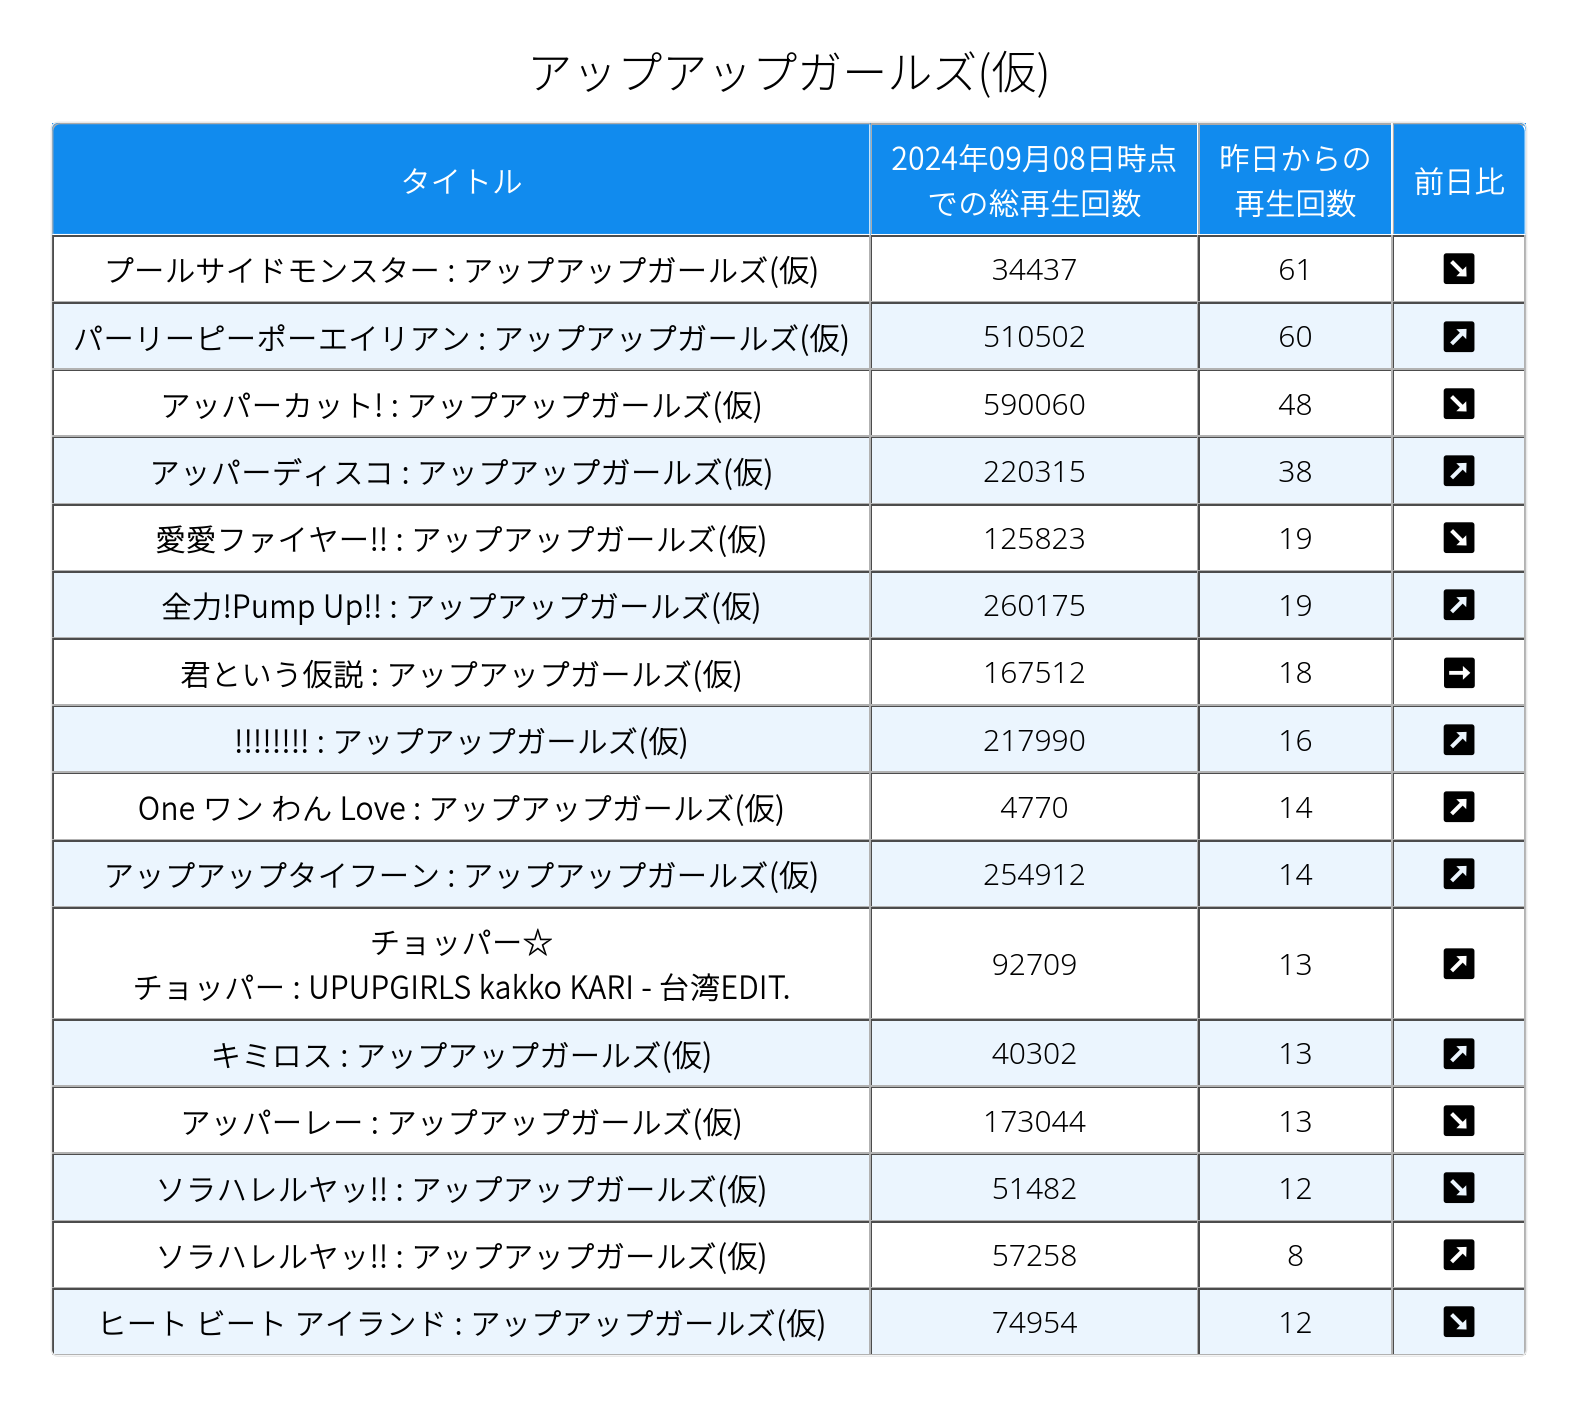 アップアップガールズ(仮)
タイトル 2024年09月08日時点での総再生回数 昨日からの再生回数 前日比
プールサイドモンスター : アップアップガールズ(仮) 34437 61 ↘
パーリーピーポーエイリアン : アップアップガールズ(仮) 510502 60 ↗
アッパーカット! : アップアップガールズ(仮) 590060 48 ↘
アッパーディスコ : アップアップガールズ(仮) 220315 38 ↗
愛愛ファイヤー!! : アップアップガールズ(仮) 125823 19 ↘
全力!Pump Up!! : アップアップガールズ(仮) 260175 19 ↗
君という仮説 : アップアップガールズ(仮) 167512 18 →
!!!!!!!! : アップアップガールズ(仮) 217990 16 ↗
One ワン わん Love : アップアップガールズ(仮) 4770 14 ↗
アップアップタイフーン : アップアップガールズ(仮) 254912 14 ↗
チョッパー☆
チョッパー : UPUPGIRLS kakko KARI - 台湾EDIT. 92709 13 ↗
キミロス : アップアップガールズ(仮) 40302 13 ↗
アッパーレー : アップアップガールズ(仮) 173044 13 ↘
ソラハレルヤッ!! : アップアップガールズ(仮) 51482 12 ↘
ソラハレルヤッ!! : アップアップガールズ(仮) 57258 8 ↗
ヒート ビート アイランド : アップアップガールズ(仮) 74954 12 ↘